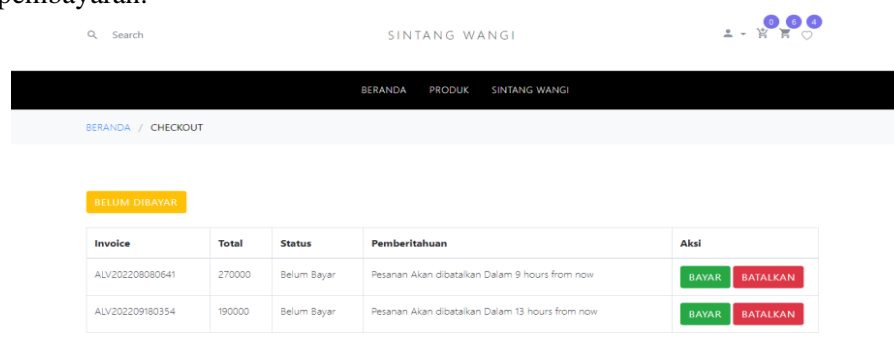 pembayaran.
Search SINTANG WANGI 0 6 4
BERANDA PRODUK SINTANG WANGI
BERANDA / CHECKOUT
BELUM DIBAYAR
Invoice Total Status Pemberitahuan Aksi
ALV202208080641 270000 Belum Bayar Pesanan Akan dibatalkan Dalam 9 hours from now BAYAR BATALKAN
ALV202209180354 190000 Belum Bayar Pesanan Akan dibatalkan Dalam 13 hours from now BAYAR BATALKAN